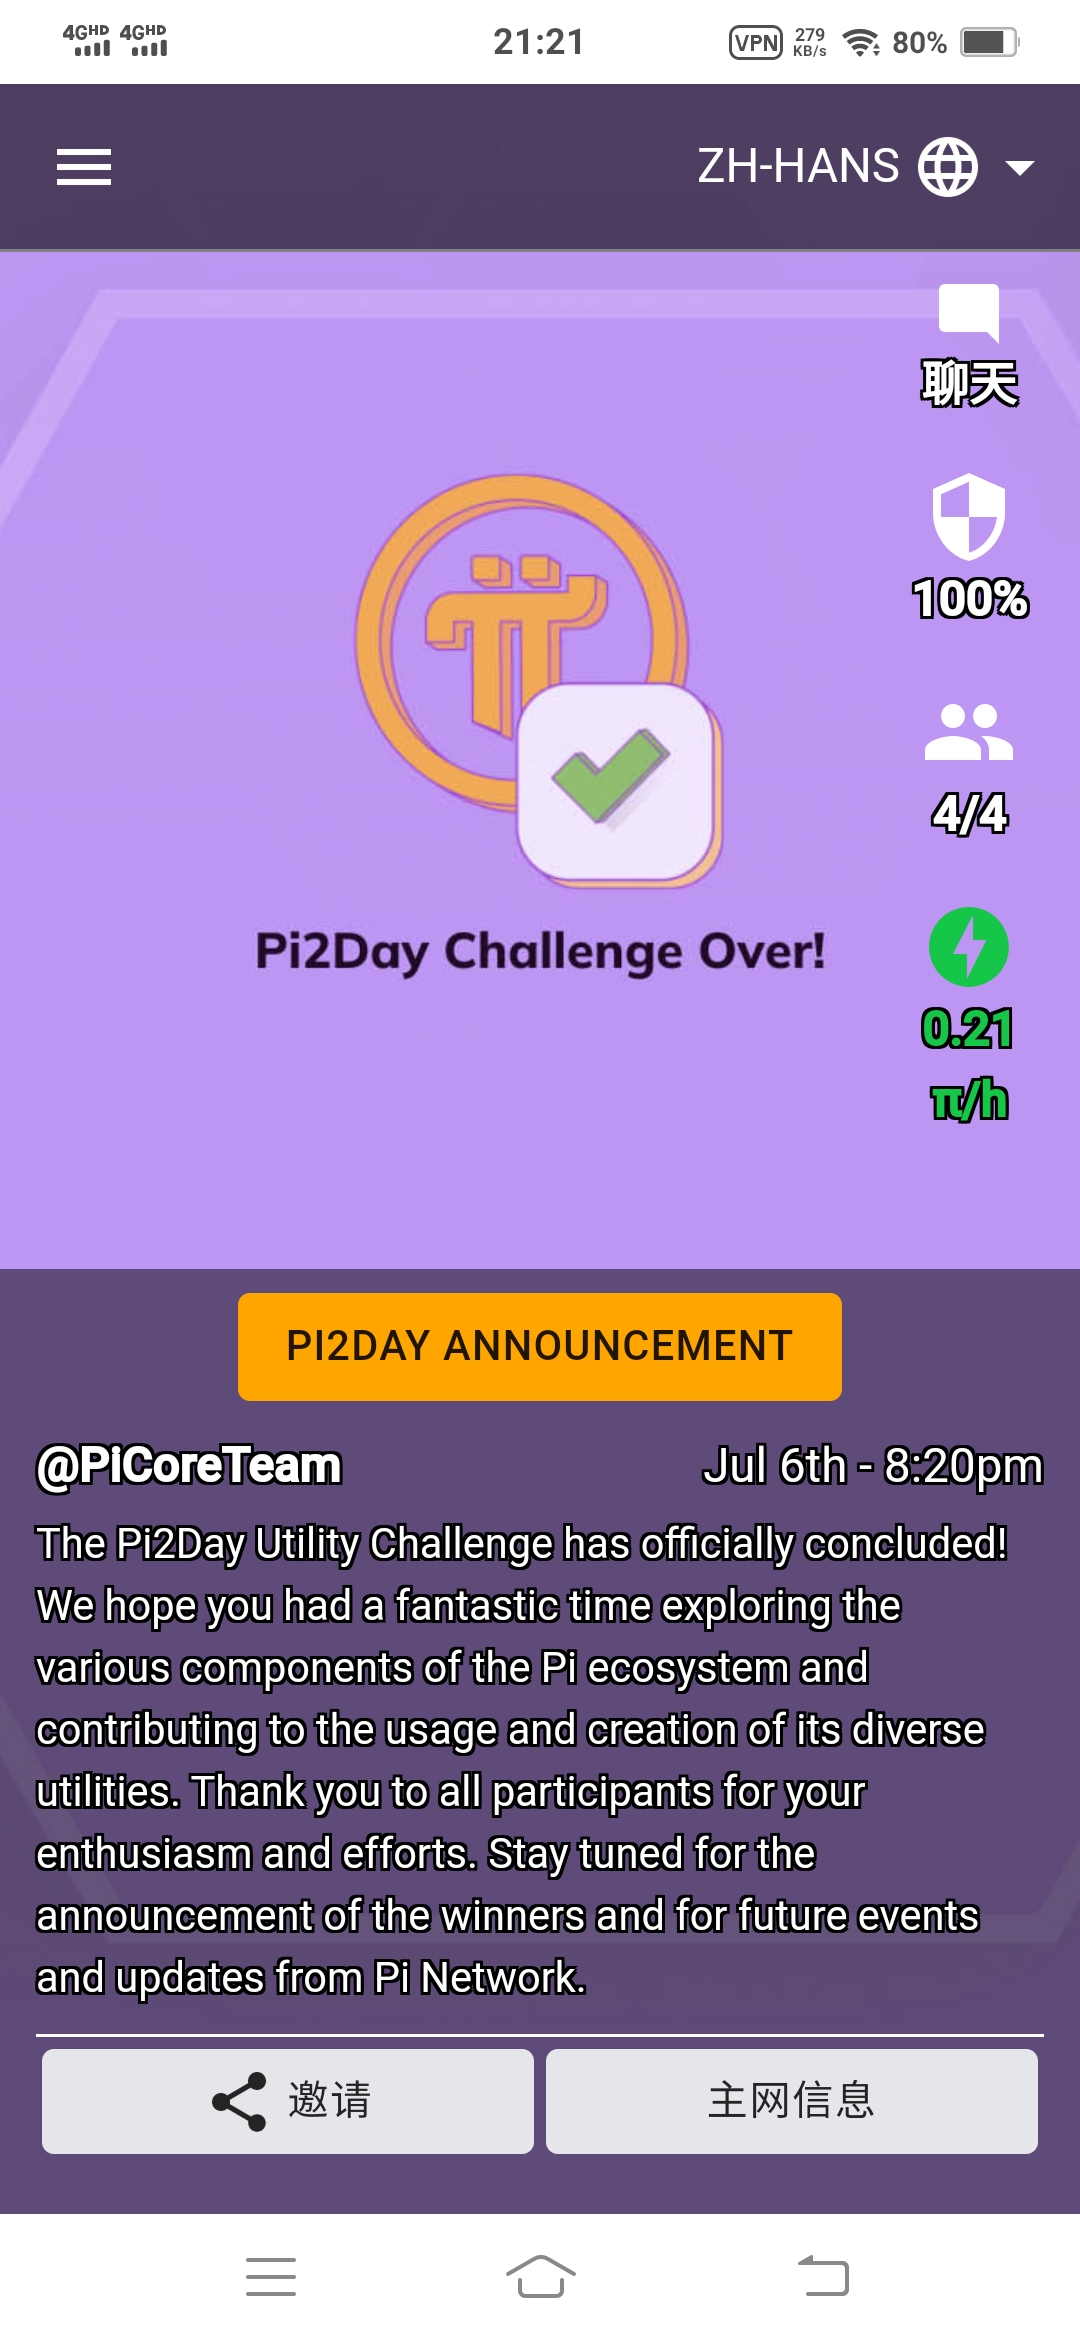 4GHD 4GHD 21:21 VPN 279 KB/s 80%
ZH-HANS
聊天
100%
4/4
Pi2Day Challenge Over!
0.21
π/h
PI2DAY ANNOUNCEMENT
@PiCoreTeam Jul 6th - 8:20pm
The Pi2Day Utility Challenge has officially concluded!
We hope you had a fantastic time exploring the
various components of the Pi ecosystem and
contributing to the usage and creation of its diverse
utilities. Thank you to all participants for your
enthusiasm and efforts. Stay tuned for the
announcement of the winners and for future events
and updates from Pi Network.
邀请 主网信息